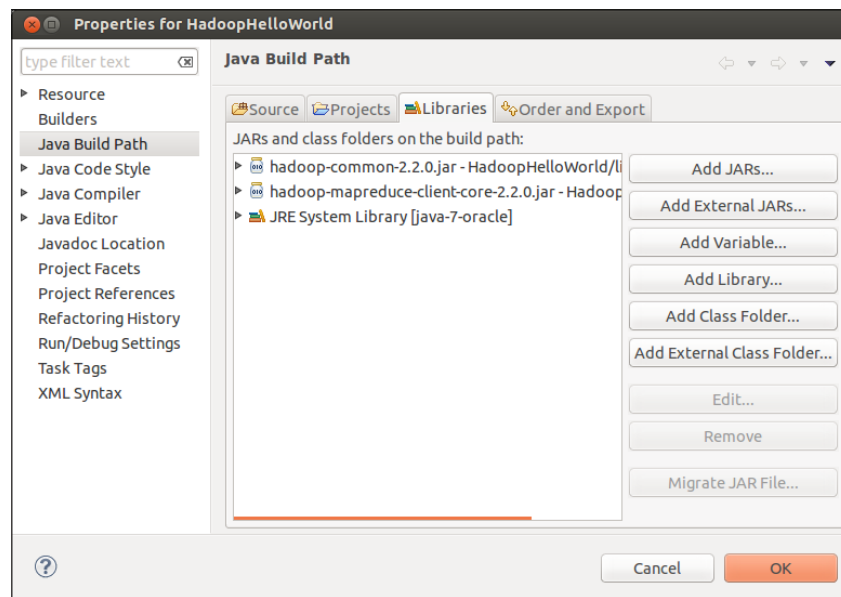 Properties for HadoopHelloWorld
type filter text
Java Build Path
Resource
Builders
Java Build Path
Java Code Style
Java Compiler
Java Editor
Javadoc Location
Project Facets
Project References
Refactoring History
Run/Debug Settings
Task Tags
XML Syntax
Source Projects Libraries Order and Export
JARs and class folders on the build path:
hadoop-common-2.2.0.jar - HadoopHelloWorld/li
hadoop-mapreduce-client-core-2.2.0.jar - Hadoop
JRE System Library [java-7-oracle]
Add JARs...
Add External JARs...
Add Variable...
Add Library...
Add Class Folder...
Add External Class Folder...
Edit...
Remove
Migrate JAR File...
?
Cancel
OK